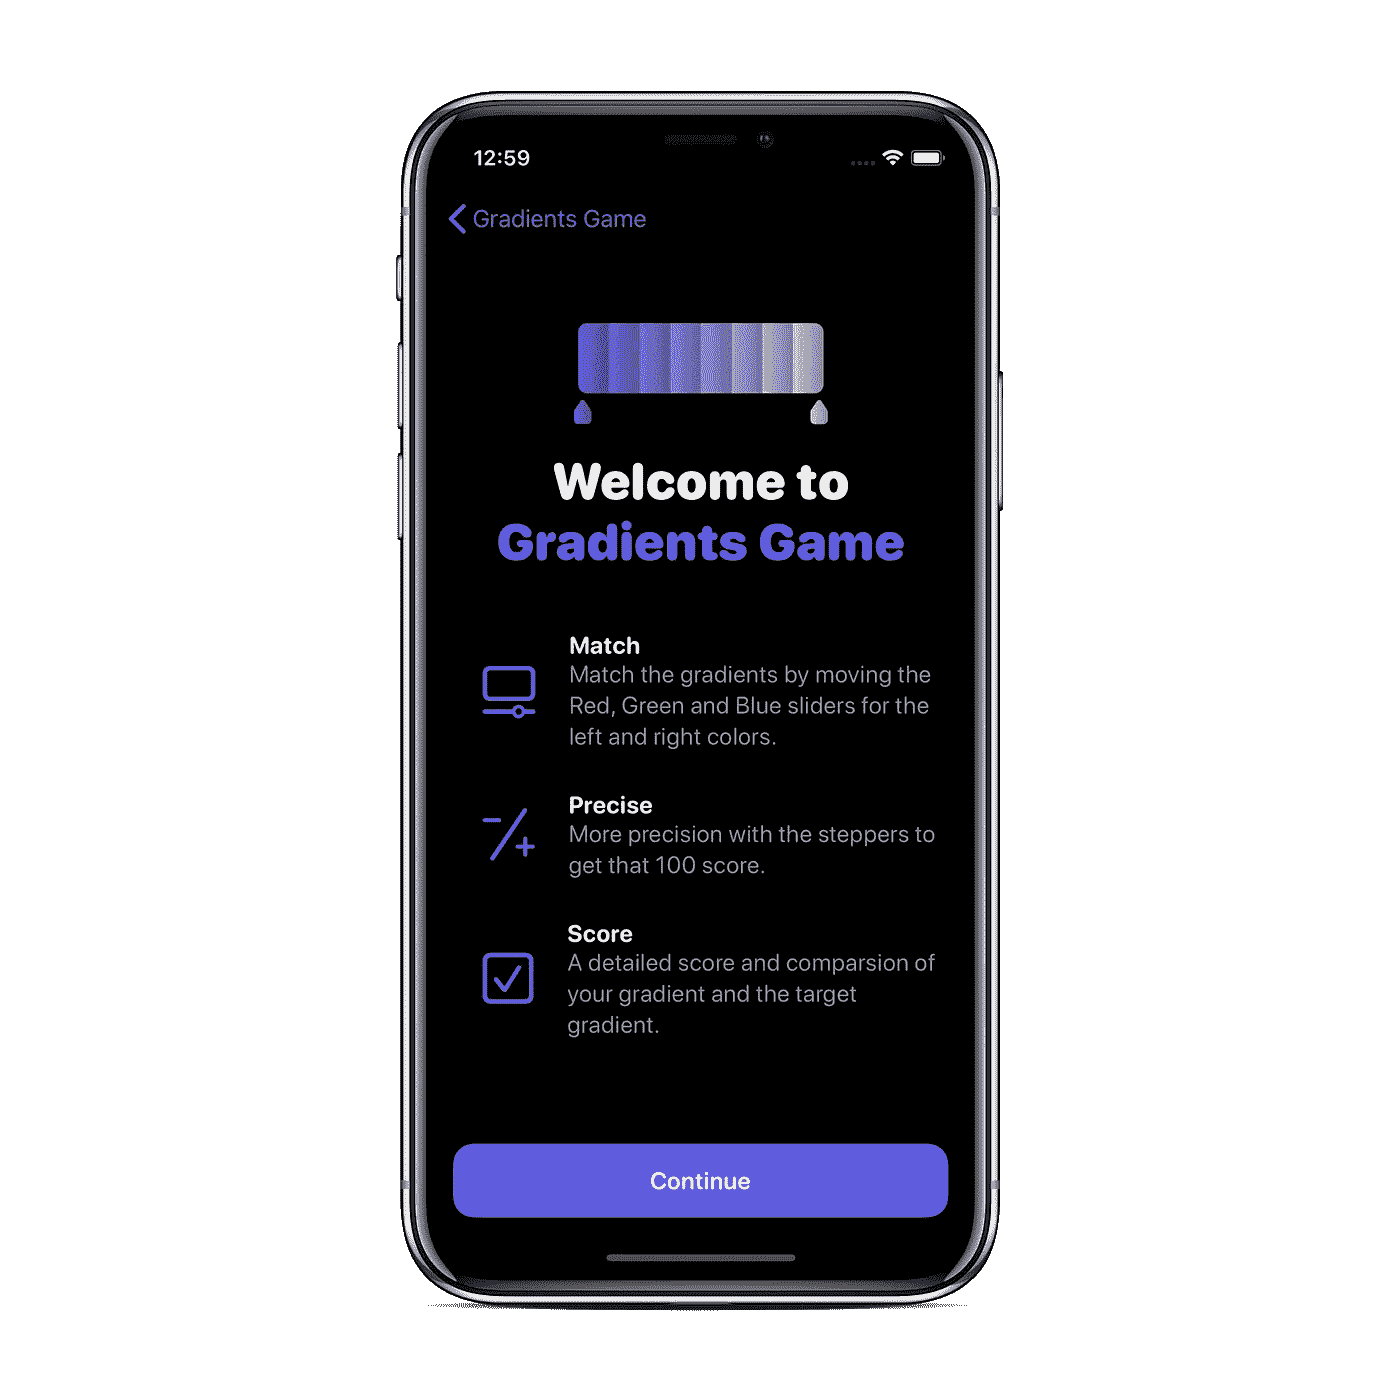 12:59
Gradients Game
Welcome to
Gradients Game
Match
Match the gradients by moving the
Red, Green and Blue sliders for the
left and right colors.
Precise
More precision with the steppers to
get that 100 score.
Score
A detailed score and comparsion of
your gradient and the target
gradient.
Continue